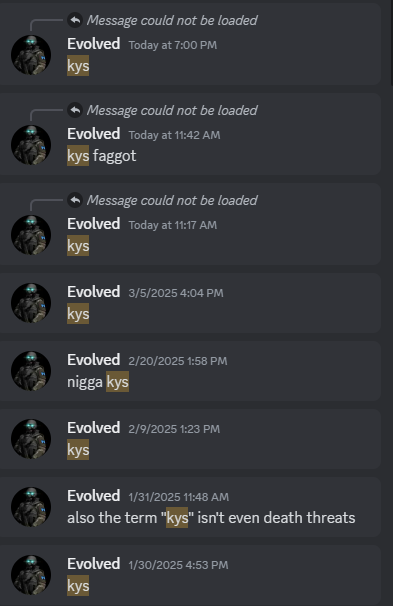 Message could not be loaded
Evolved Today at 7:00 PM
kys
Message could not be loaded
Evolved Today at 11:42 AM
kys faggot
Message could not be loaded
Evolved Today at 11:17 AM
kys
Evolved 3/5/2025 4:04 PM
kys
Evolved 2/20/2025 1:58 PM
nigga kys
Evolved 2/9/2025 1:23 PM
kys
Evolved 1/31/2025 11:48 AM
also the term "kys" isn't even death threats
Evolved 1/30/2025 4:53 PM
kys